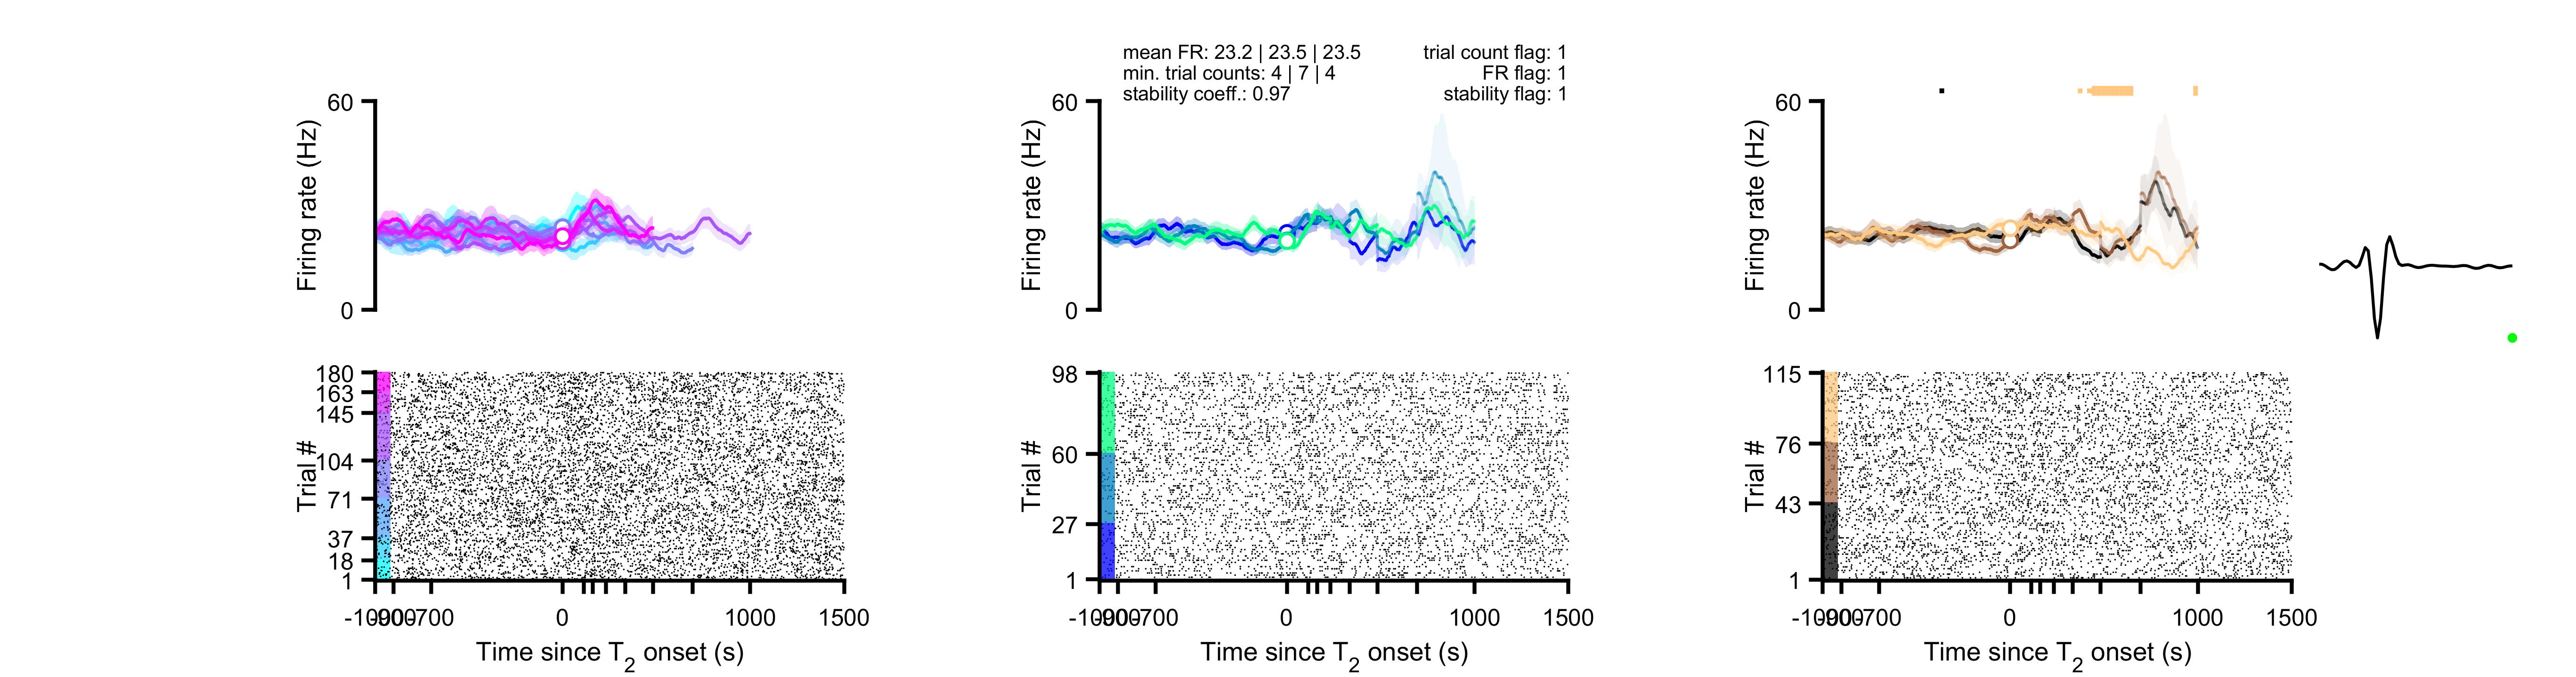 mean FR: 23.2 | 23.5 | 23.5
min. trial counts: 4 | 7 | 4
stability coeff.: 0.97
trial count flag: 1
FR flag: 1
stability flag: 1
60
Firing rate (Hz)
0
60
Firing rate (Hz)
0
60
Firing rate (Hz)
0
180
163
145
104
71
37
18
1
Trial #
0
1000
1500
Time since T2 onset (s)
98
60
27
1
Trial #
0
1000
1500
Time since T2 onset (s)
115
76
43
1
Trial #
0
1000
1500
Time since T2 onset (s)